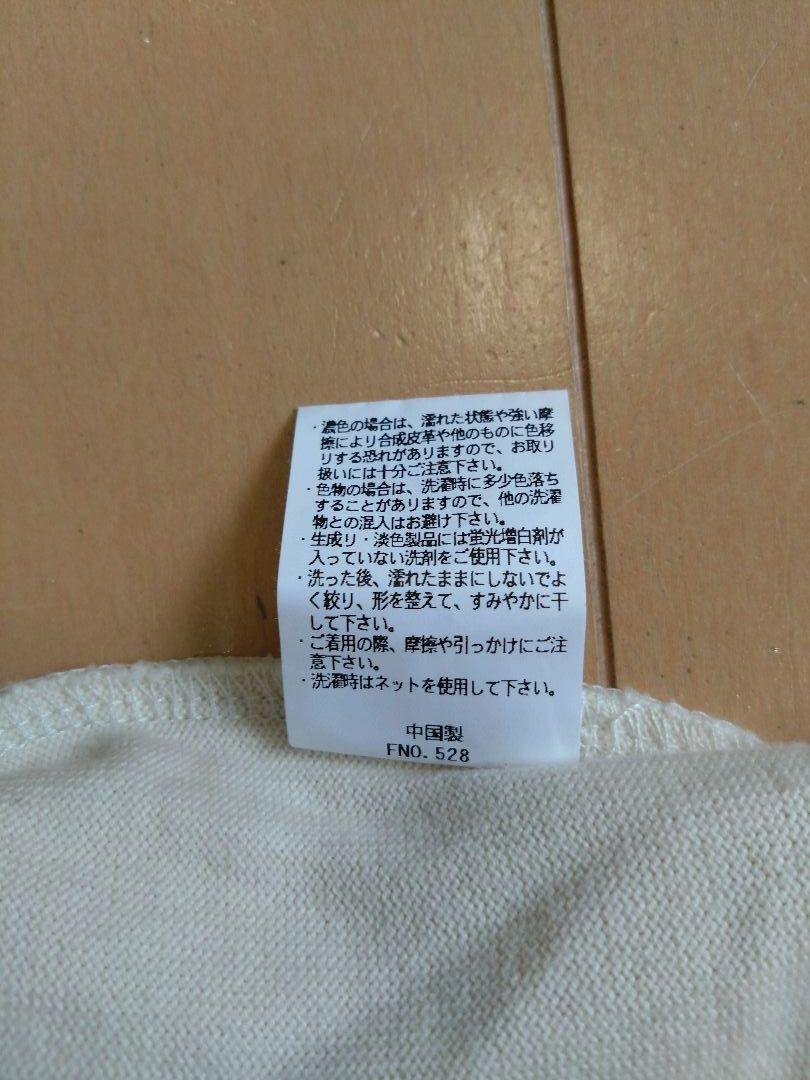 ・濃色の場合は、濡れた状態や強い摩
擦により合成皮革や他のものに色移
りする恐れがありますので、お取り
扱いには十分ご注意下さい。
・色物の場合は、洗濯時に多少色落ち
することがありますので、他の洗濯
物との混入はお避け下さい。
・生成り・淡色製品には蛍光増白剤が
入っていない洗剤をご使用下さい。
・洗った後、濡れたままにしないでよ
く絞り、形を整えて、すみやかに干
して下さい。
・ご着用の際、摩擦や引っかけにご注
意下さい。
・洗濯時はネットを使用して下さい。
中国製
FNO.528